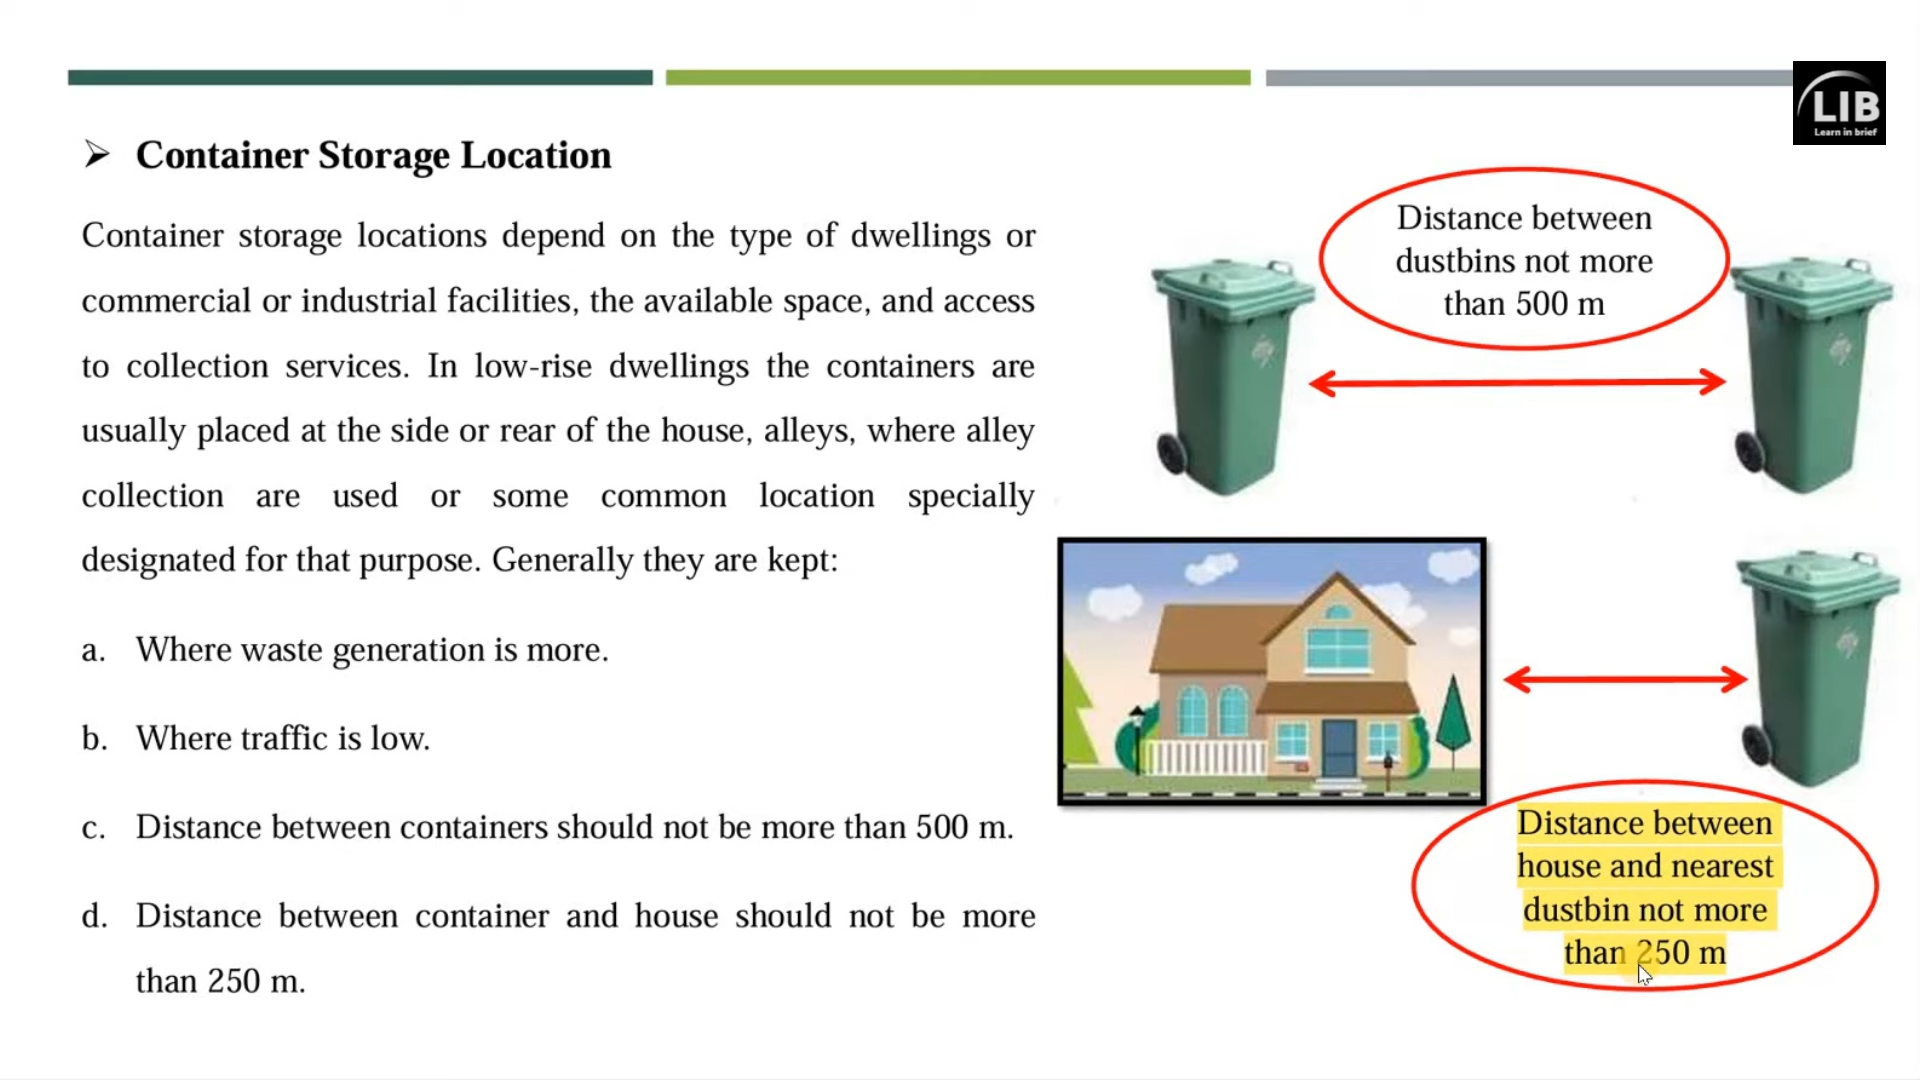 LIB
Learn in brief
➤ Container Storage Location
Container storage locations depend on the type of dwellings or
commercial or industrial facilities, the available space, and access
to collection services. In low-rise dwellings the containers are
usually placed at the side or rear of the house, alleys, where alley
collection are used or some common location specially
designated for that purpose. Generally they are kept:
a. Where waste generation is more.
b. Where traffic is low.
c. Distance between containers should not be more than 500 m.
d. Distance between container and house should not be more
than 250 m.
Distance between
dustbins not more
than 500 m
Distance between
house and nearest
dustbin not more
than 250 m